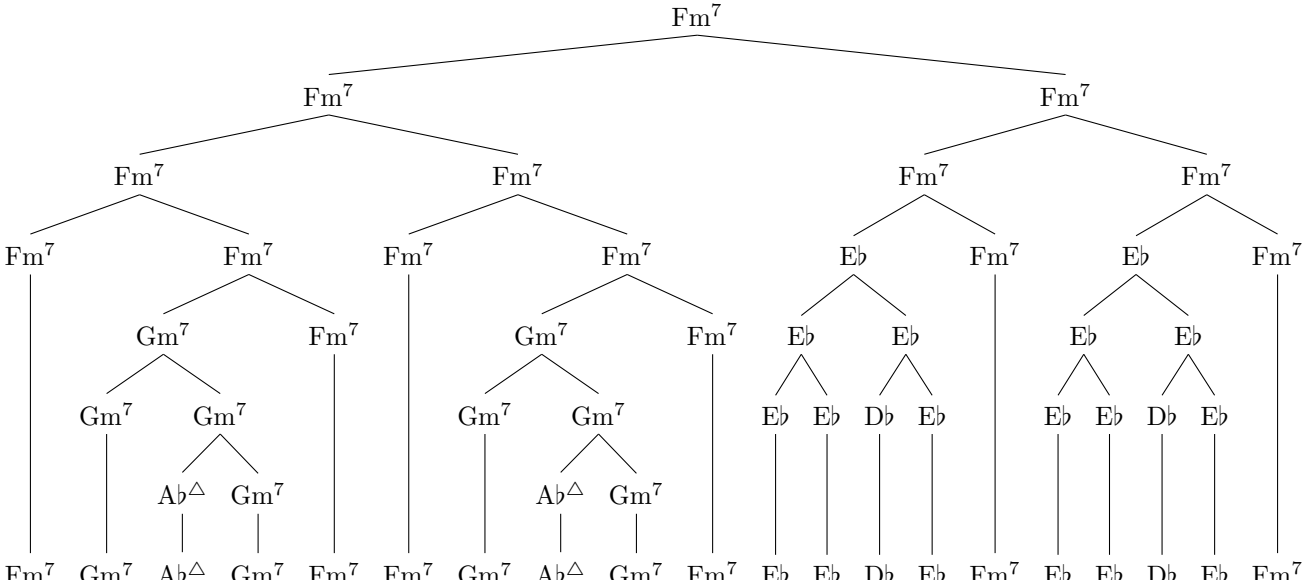 Fm⁷
Fm⁷ Fm⁷
Fm⁷ Fm⁷ Fm⁷ Fm⁷
Fm⁷ Fm⁷ Fm⁷ Fm⁷ E♭ Fm⁷ E♭ Fm⁷
Gm⁷ Fm⁷ Gm⁷ Fm⁷ E♭ E♭ E♭ E♭
Gm⁷ Gm⁷ Gm⁷ Gm⁷ E♭ E♭ D♭ E♭ E♭ E♭ D♭ E♭
A♭△ Gm⁷ A♭△ Gm⁷
Fm⁷ Gm⁷ A♭△ Gm⁷ Fm⁷ Fm⁷ Gm⁷ A♭△ Gm⁷ Fm⁷ E♭ E♭ D♭ E♭ Fm⁷ E♭ E♭ D♭ E♭ Fm⁷